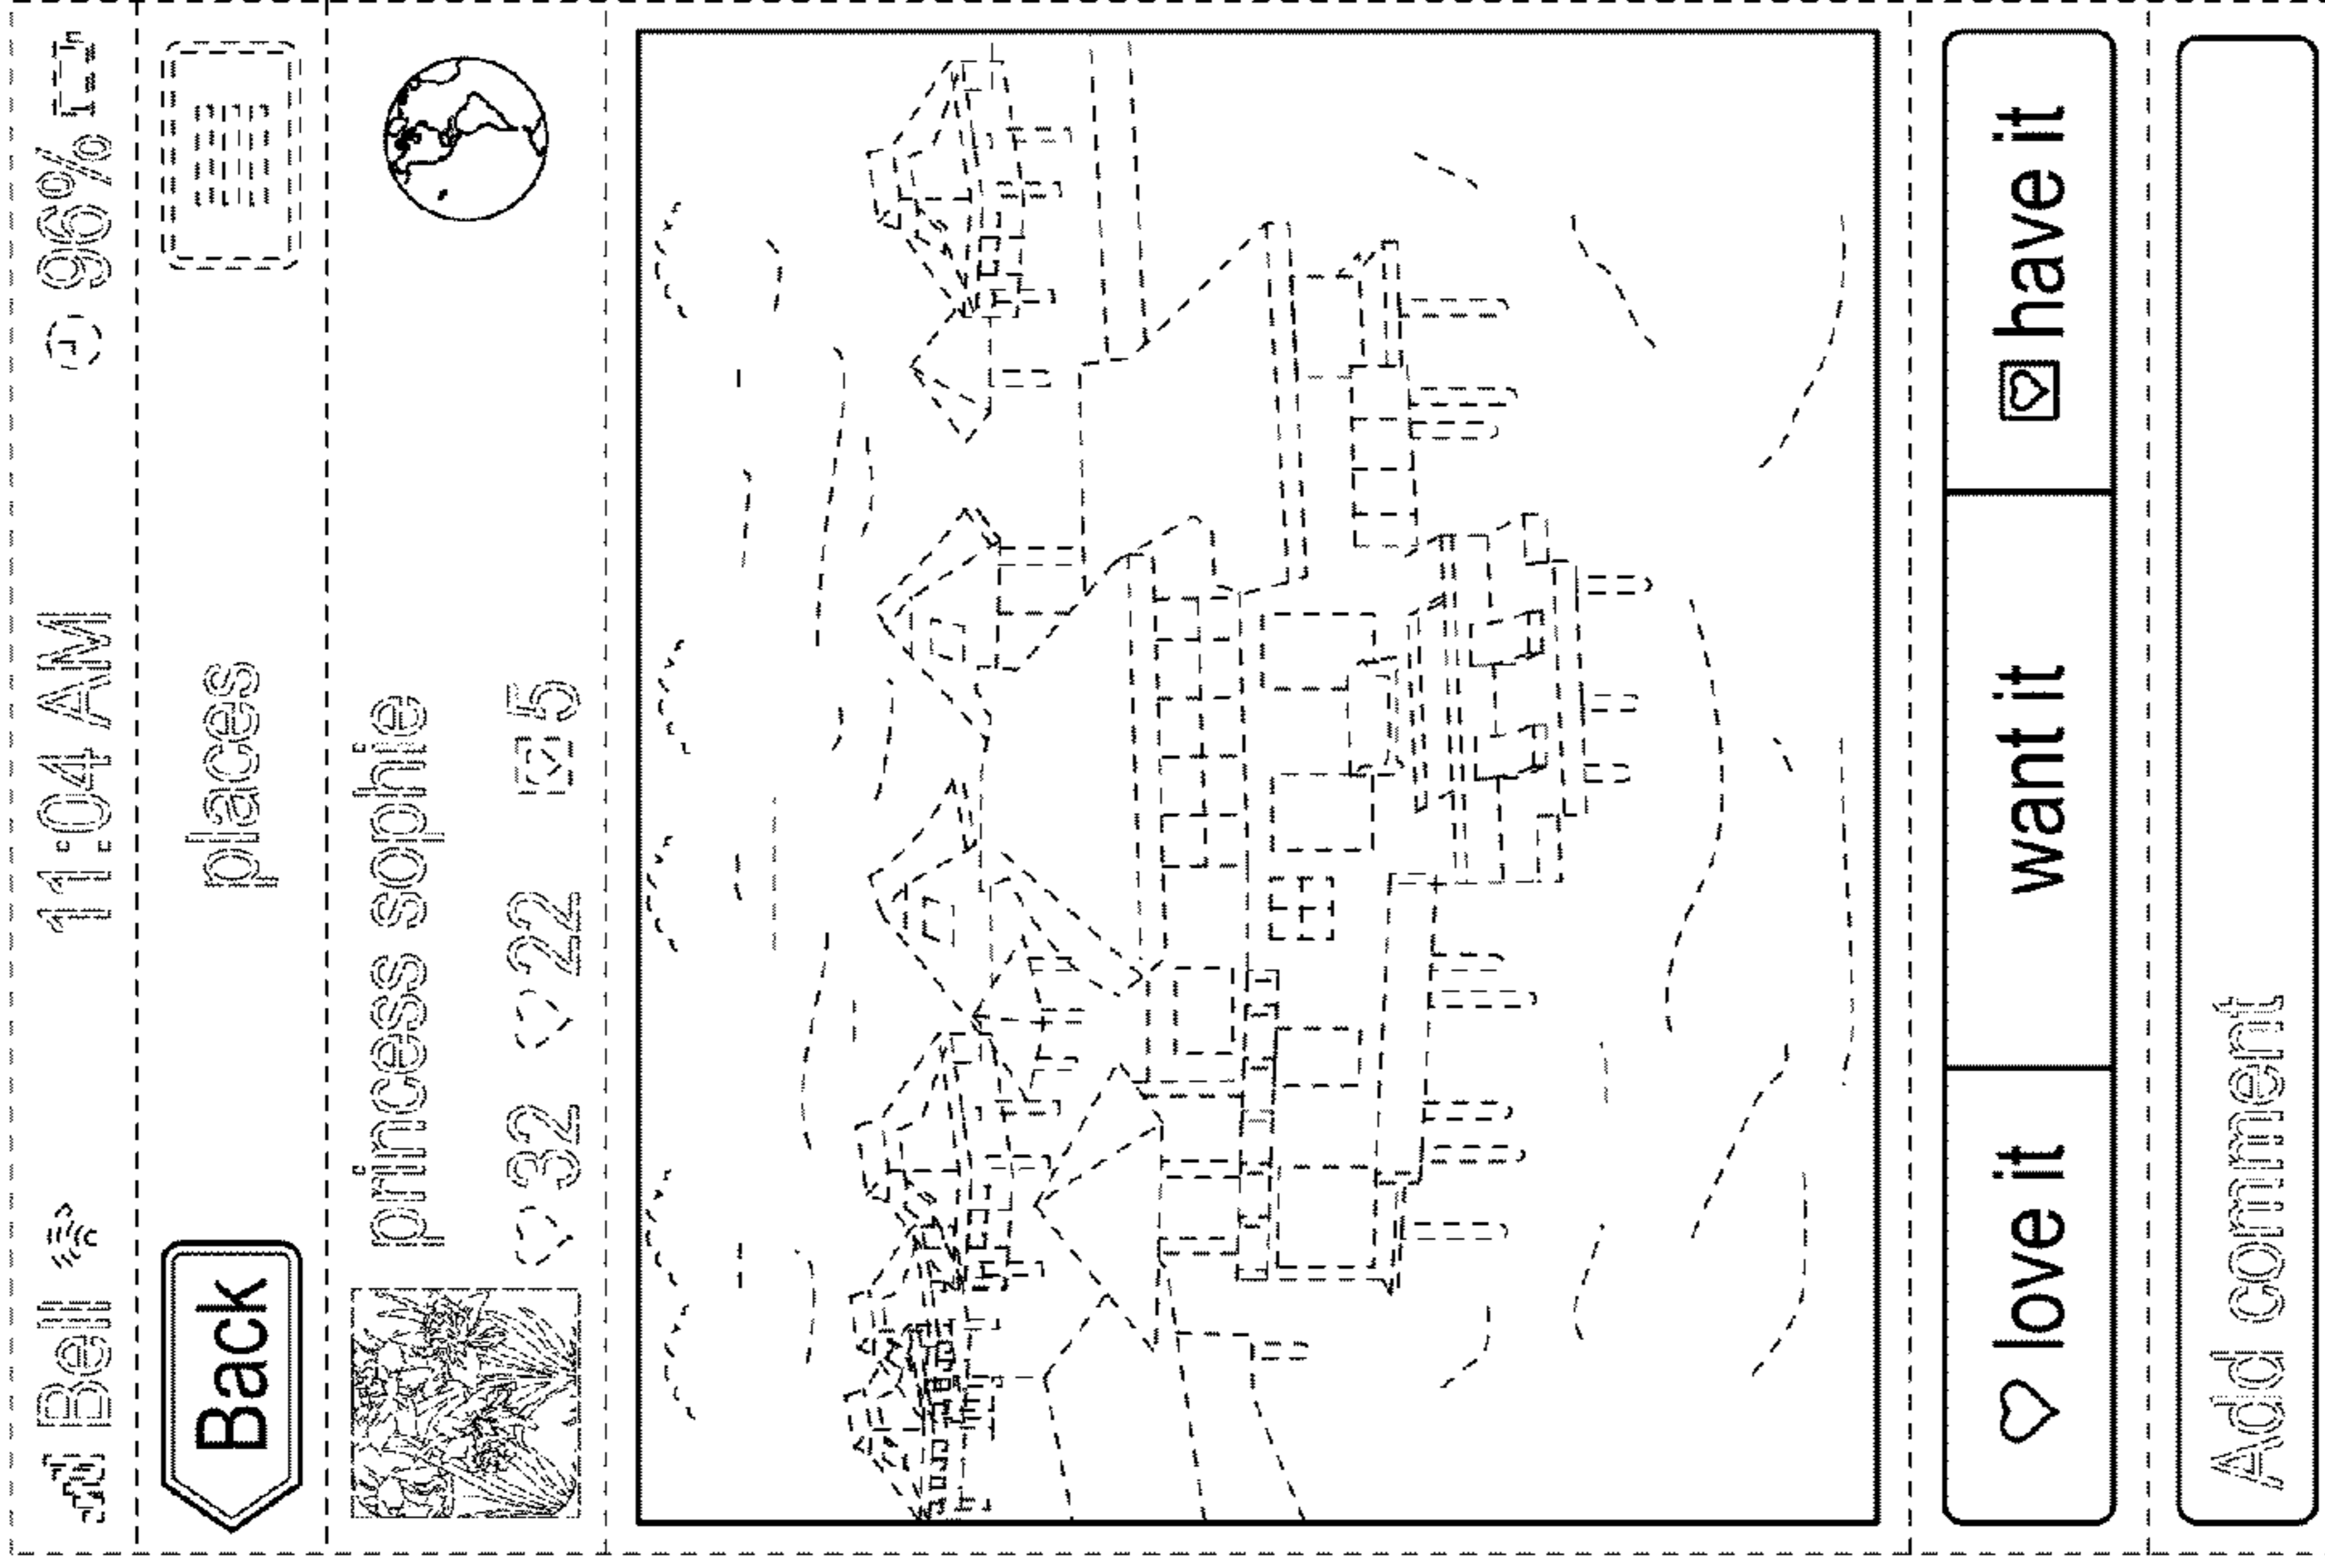 Bell 11:04 AM 96%
Back places
princess sophie
32 22 5
love it want it have it
Add comment